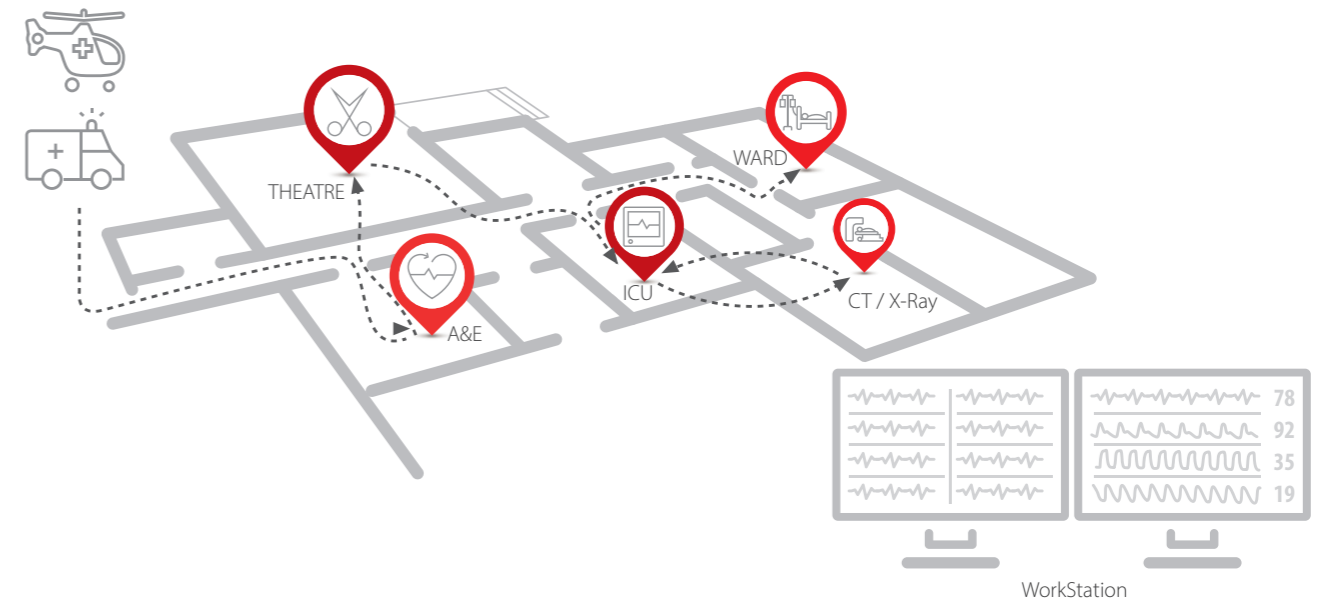 WARD
THEATRE
ICU
CT / X-Ray
A&E
78
92
35
19
WorkStation